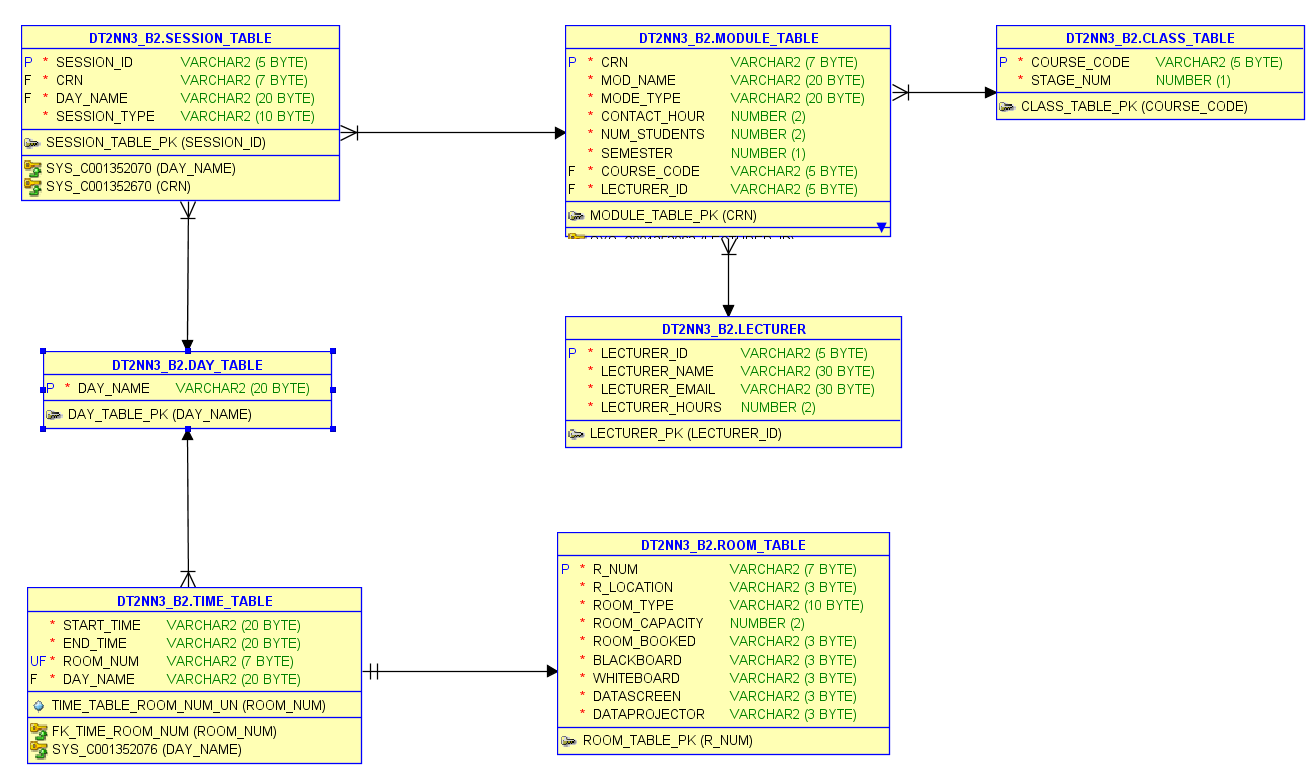 DT2NN3_B2.SESSION_TABLE
P * SESSION_ID VARCHAR2 (5 BYTE)
F * CRN VARCHAR2 (7 BYTE)
F * DAY_NAME VARCHAR2 (20 BYTE)
* SESSION_TYPE VARCHAR2 (10 BYTE)
SESSION_TABLE_PK (SESSION_ID)
SYS_C001352070 (DAY_NAME)
SYS_C001352670 (CRN)
DT2NN3_B2.MODULE_TABLE
P * CRN VARCHAR2 (7 BYTE)
* MOD_NAME VARCHAR2 (20 BYTE)
* MODE_TYPE VARCHAR2 (20 BYTE)
* CONTACT_HOUR NUMBER (2)
* NUM_STUDENTS NUMBER (2)
* SEMESTER NUMBER (1)
F * COURSE_CODE VARCHAR2 (5 BYTE)
F * LECTURER_ID VARCHAR2 (5 BYTE)
MODULE_TABLE_PK (CRN)
DT2NN3_B2.CLASS_TABLE
P * COURSE_CODE VARCHAR2 (5 BYTE)
* STAGE_NUM NUMBER (1)
CLASS_TABLE_PK (COURSE_CODE)
DT2NN3_B2.DAY_TABLE
P * DAY_NAME VARCHAR2 (20 BYTE)
DAY_TABLE_PK (DAY_NAME)
DT2NN3_B2.LECTURER
P * LECTURER_ID VARCHAR2 (5 BYTE)
* LECTURER_NAME VARCHAR2 (30 BYTE)
* LECTURER_EMAIL VARCHAR2 (30 BYTE)
* LECTURER_HOURS NUMBER (2)
LECTURER_PK (LECTURER_ID)
DT2NN3_B2.TIME_TABLE
* START_TIME VARCHAR2 (20 BYTE)
* END_TIME VARCHAR2 (20 BYTE)
UF * ROOM_NUM VARCHAR2 (7 BYTE)
F * DAY_NAME VARCHAR2 (20 BYTE)
TIME_TABLE_ROOM_NUM_UN (ROOM_NUM)
FK_TIME_ROOM_NUM (ROOM_NUM)
SYS_C001352076 (DAY_NAME)
DT2NN3_B2.ROOM_TABLE
P * R_NUM VARCHAR2 (7 BYTE)
* R_LOCATION VARCHAR2 (3 BYTE)
* ROOM_TYPE VARCHAR2 (10 BYTE)
* ROOM_CAPACITY NUMBER (2)
* ROOM_BOOKED VARCHAR2 (3 BYTE)
* BLACKBOARD VARCHAR2 (3 BYTE)
* WHITEBOARD VARCHAR2 (3 BYTE)
* DATASCREEN VARCHAR2 (3 BYTE)
* DATAPROJECTOR VARCHAR2 (3 BYTE)
ROOM_TABLE_PK (R_NUM)